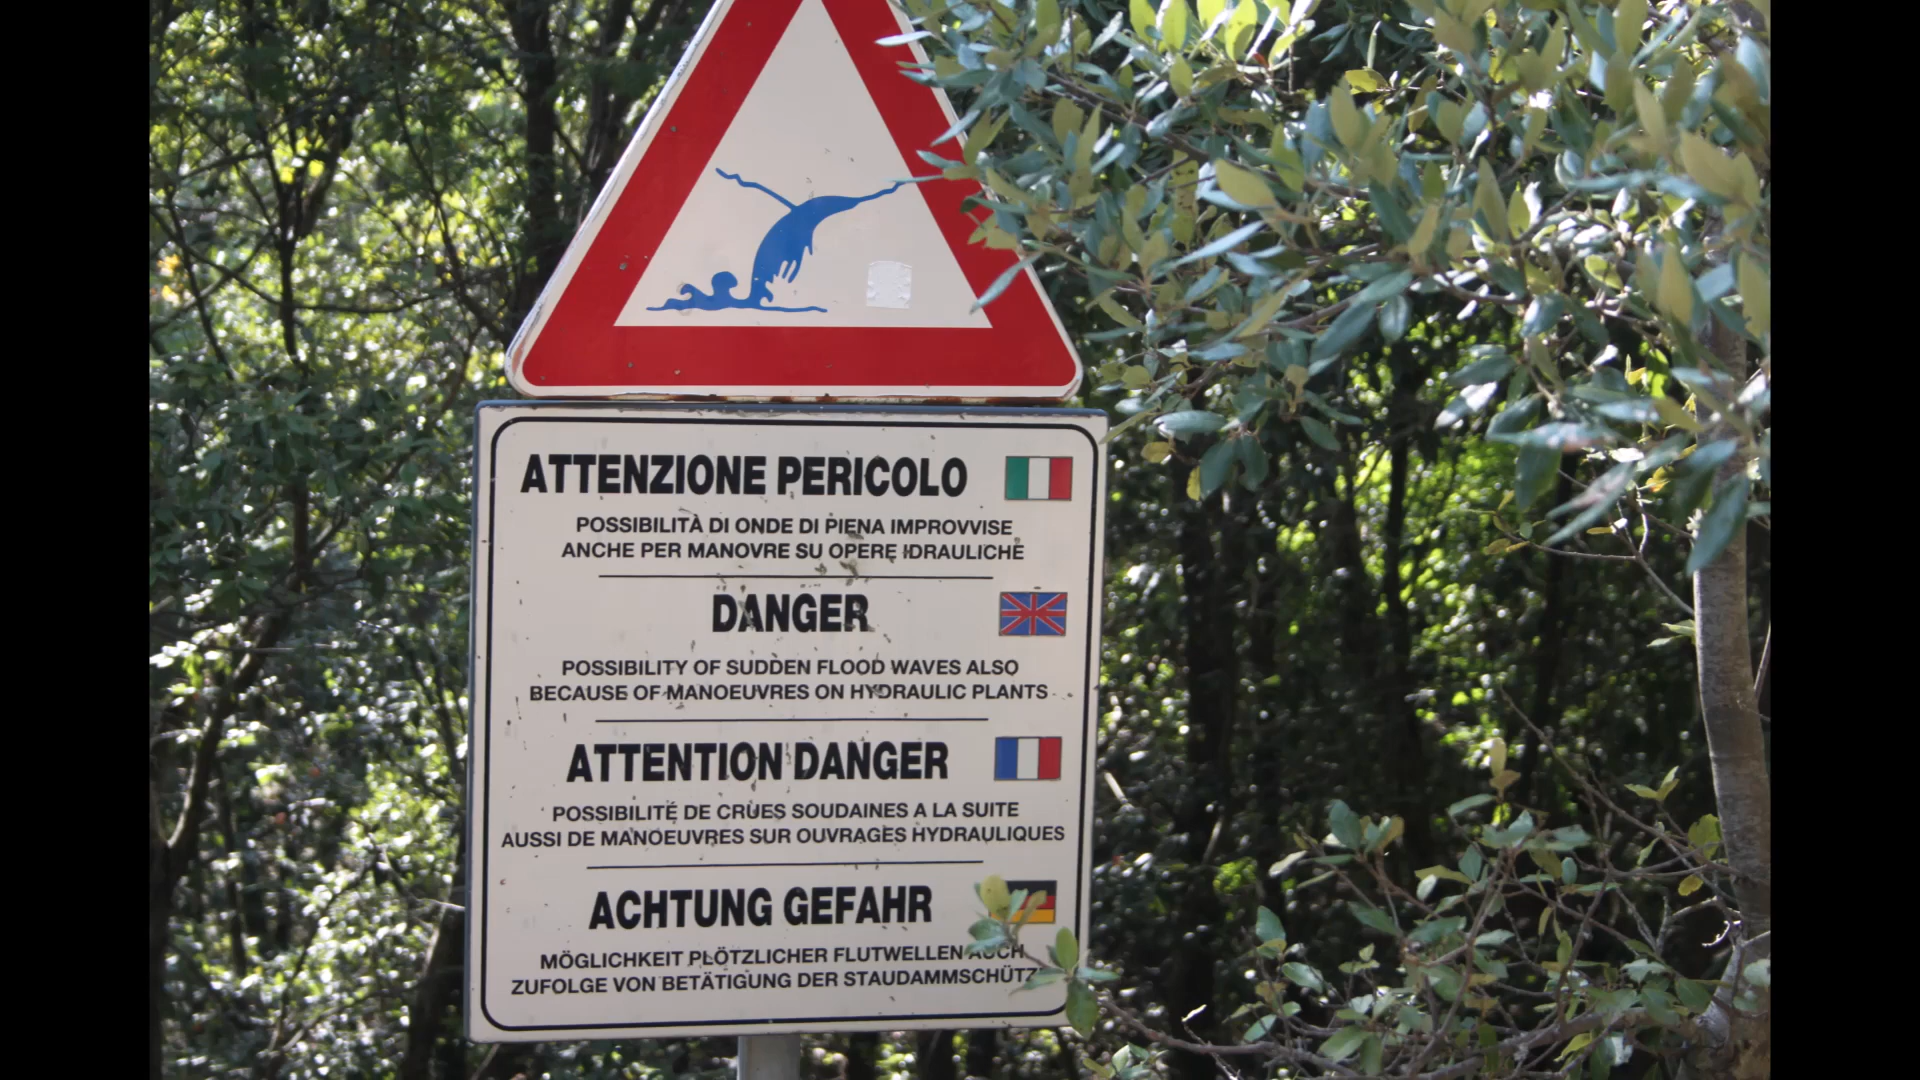 ATTENZIONE PERICOLO
POSSIBILITÀ DI ONDE DI PIENA IMPROVVISE
ANCHE PER MANOVRE SU OPERE IDRAULICHE
DANGER
POSSIBILITY OF SUDDEN FLOOD WAVES ALSO
BECAUSE OF MANOEUVRES ON HYDRAULIC PLANTS
ATTENTION DANGER
POSSIBILITÉ DE CRUES SOUDAINES A LA SUITE
AUSSI DE MANOEUVRES SUR OUVRAGES HYDRAULIQUES
ACHTUNG GEFAHR
MÖGLICHKEIT PLÖTZLICHER FLUTWELLEN AUCH
ZUFOLGE VON BETÄTIGUNG DER